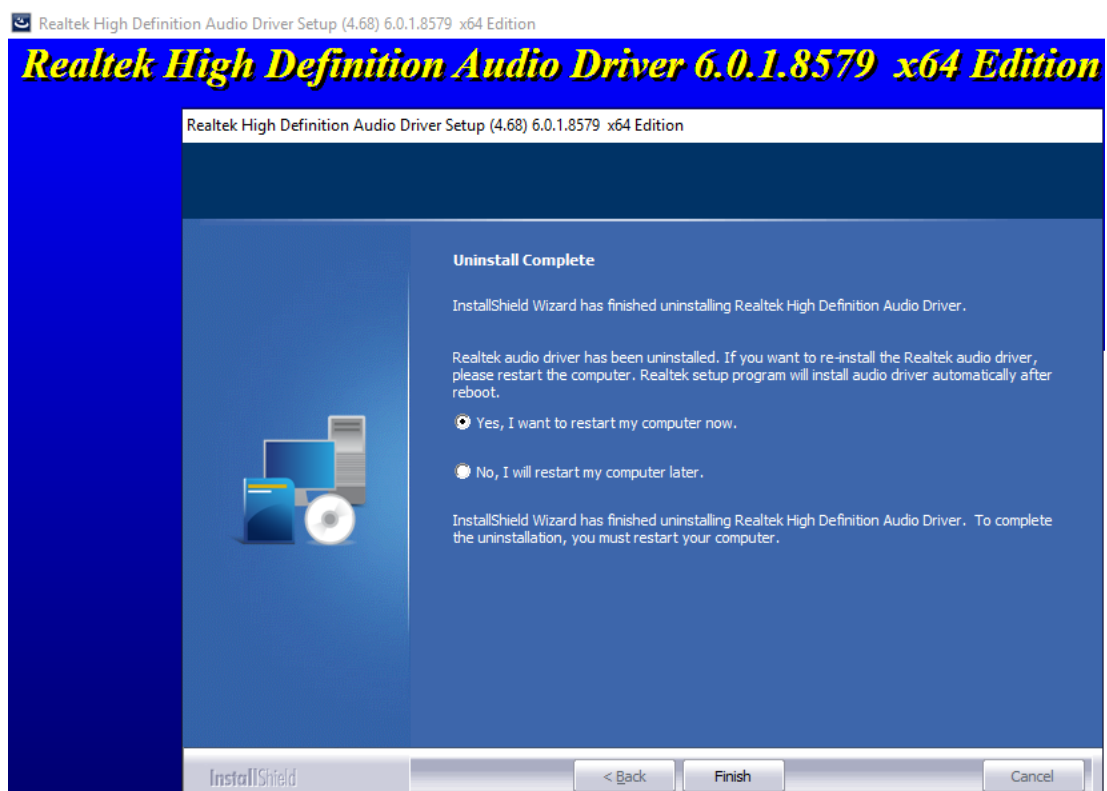 Realtek High Definition Audio Driver Setup (4.68) 6.0.1.8579 x64 Edition
Realtek High Definition Audio Driver 6.0.1.8579 x64 Edition
Realtek High Definition Audio Driver Setup (4.68) 6.0.1.8579 x64 Edition
Uninstall Complete
InstallShield Wizard has finished uninstalling Realtek High Definition Audio Driver.
Realtek audio driver has been uninstalled. If you want to re-install the Realtek audio driver,
please restart the computer. Realtek setup program will install audio driver automatically after
reboot.
Yes, I want to restart my computer now.
No, I will restart my computer later.
InstallShield Wizard has finished uninstalling Realtek High Definition Audio Driver. To complete
the uninstallation, you must restart your computer.
InstallShield
< Back
Finish
Cancel